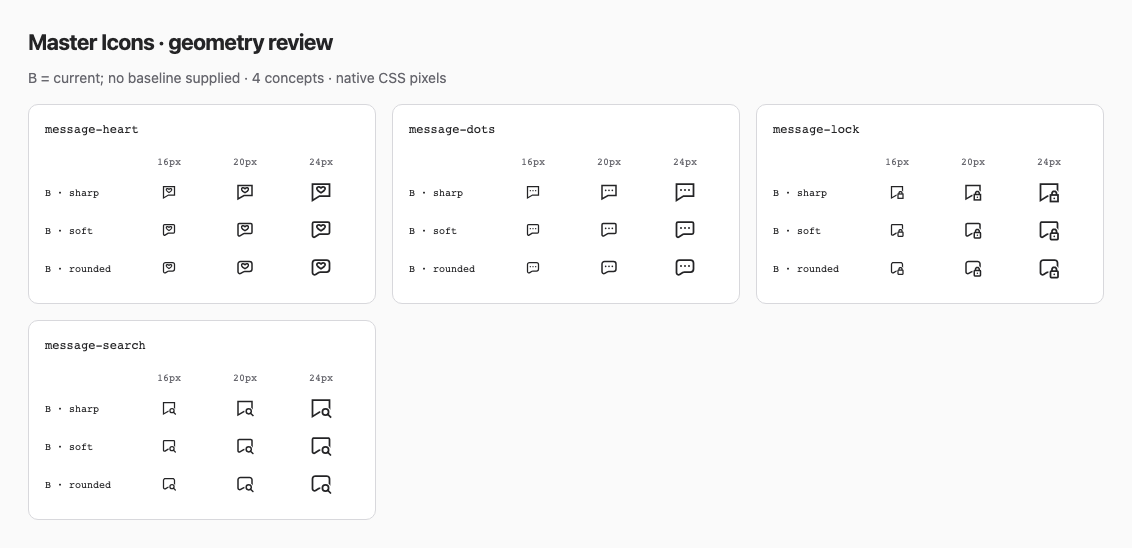 Master Icons · geometry review
B = current; no baseline supplied · 4 concepts · native CSS pixels
message-heart
16px 20px 24px
B · sharp
B · soft
B · rounded
message-dots
16px 20px 24px
B · sharp
B · soft
B · rounded
message-lock
16px 20px 24px
B · sharp
B · soft
B · rounded
message-search
16px 20px 24px
B · sharp
B · soft
B · rounded